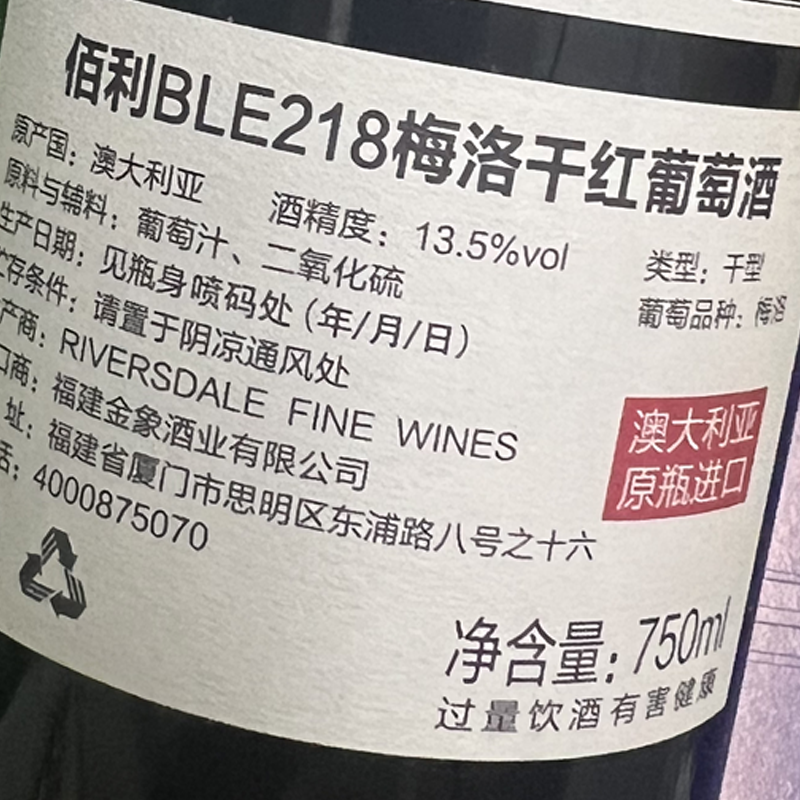 佰利BLE218梅洛干红葡萄酒
原产国：澳大利亚 酒精度：13.5%vol 类型：干型
原料与辅料：葡萄汁、二氧化硫 葡萄品种：梅洛
生产日期：见瓶身喷码处（年/月/日）
贮存条件：请置于阴凉通风处
产商：RIVERSDALE FINE WINES
口商：福建金象酒业有限公司
址：福建省厦门市思明区东浦路八号之十六
话：4000875070
澳大利亚
原瓶进口
净含量：750ml
过量饮酒有害健康